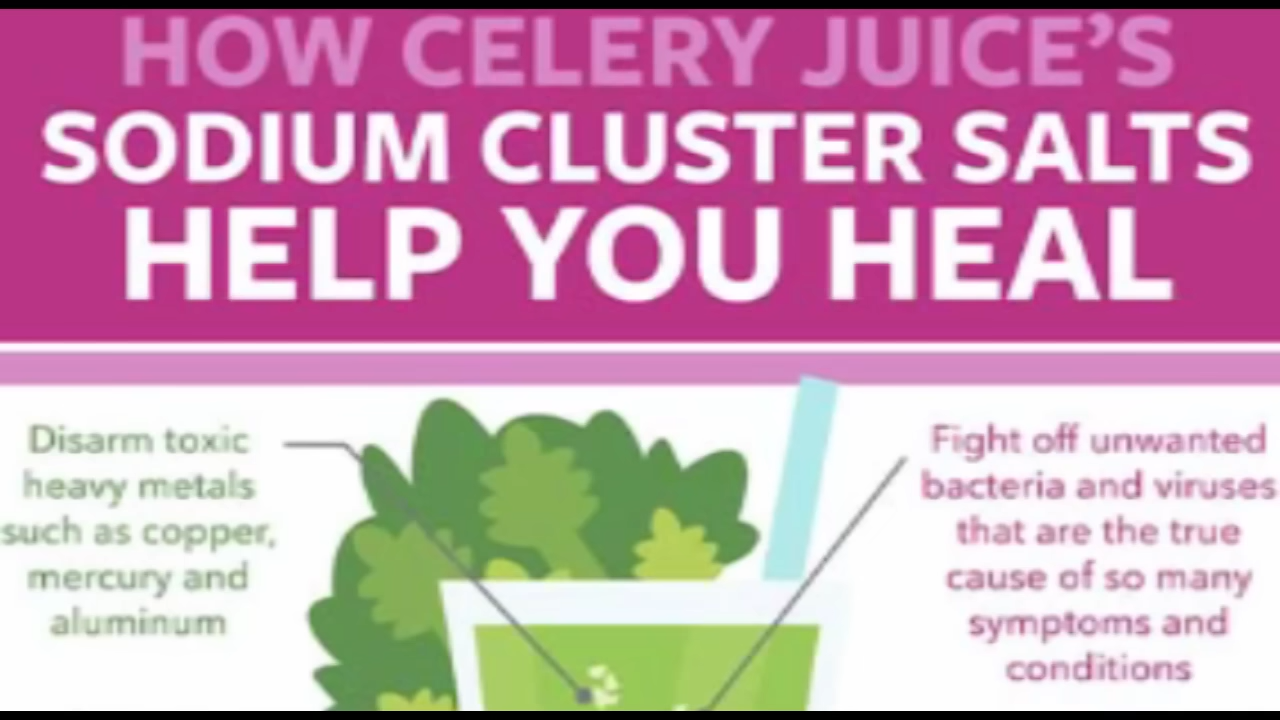 HOW CELERY JUICE'S
SODIUM CLUSTER SALTS
HELP YOU HEAL
Disarm toxic
heavy metals
such as copper,
mercury and
aluminum
Fight off unwanted
bacteria and viruses
that are the true
cause of so many
symptoms and
conditions